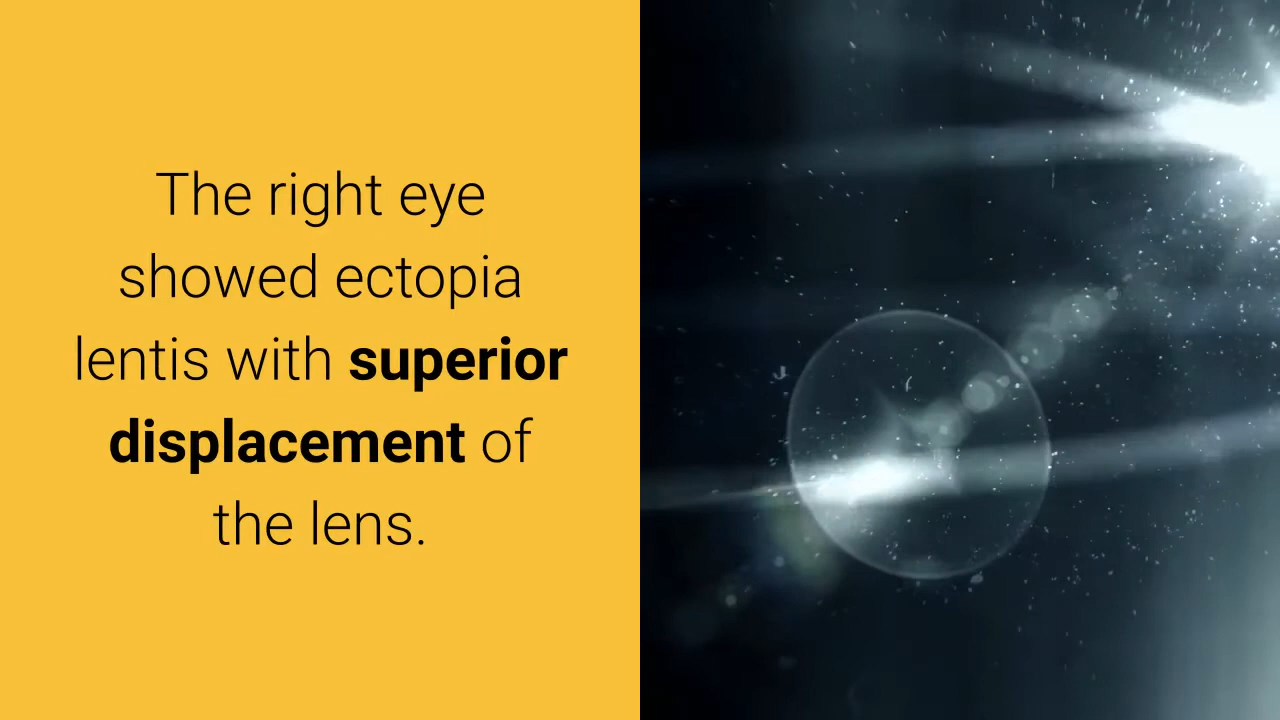 The right eye
showed ectopia
lentis with superior
displacement of
the lens.